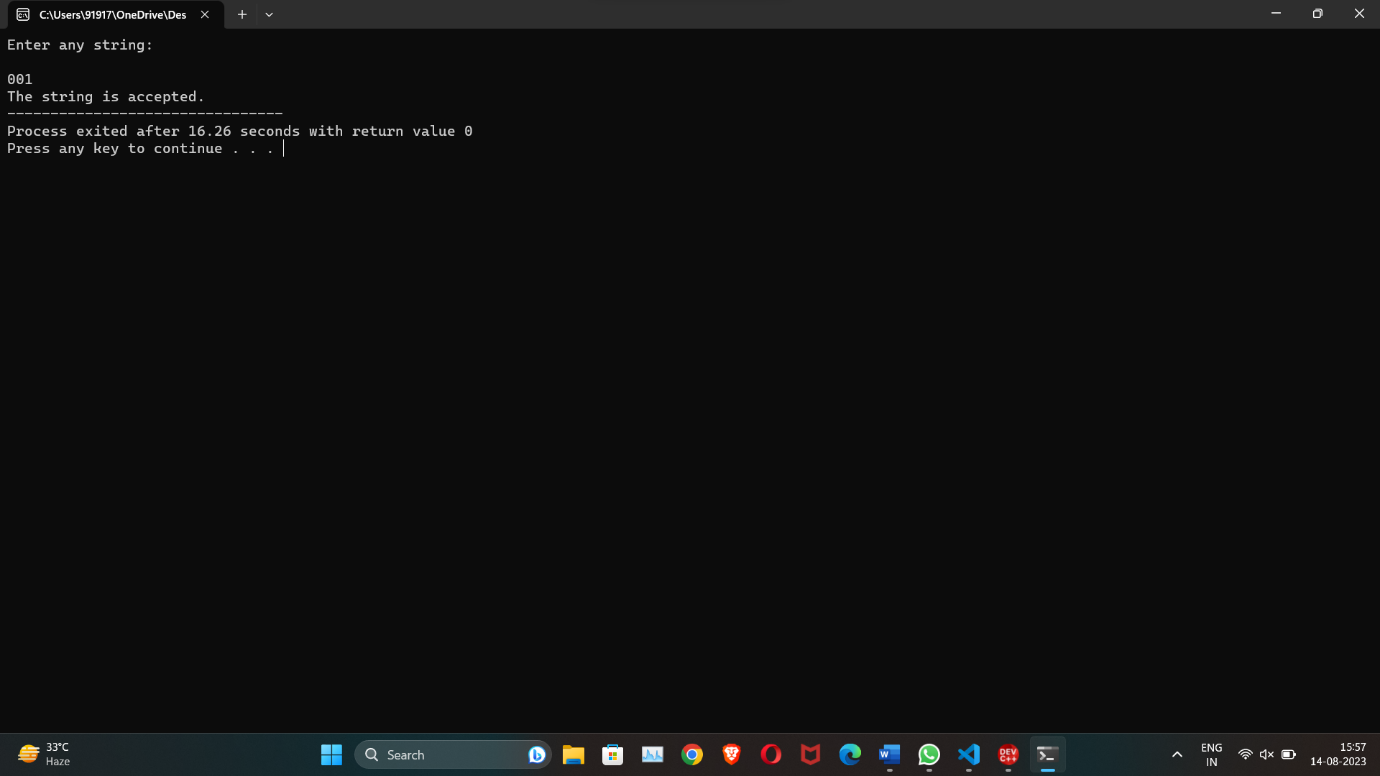 C:\Users\91917\OneDrive\Des
Enter any string:
001
The string is accepted.
--------------------------------
Process exited after 16.26 seconds with return value 0
Press any key to continue . . .
33°C
Haze
Search
DEV
C++
ENG
IN
15:57
14-08-2023